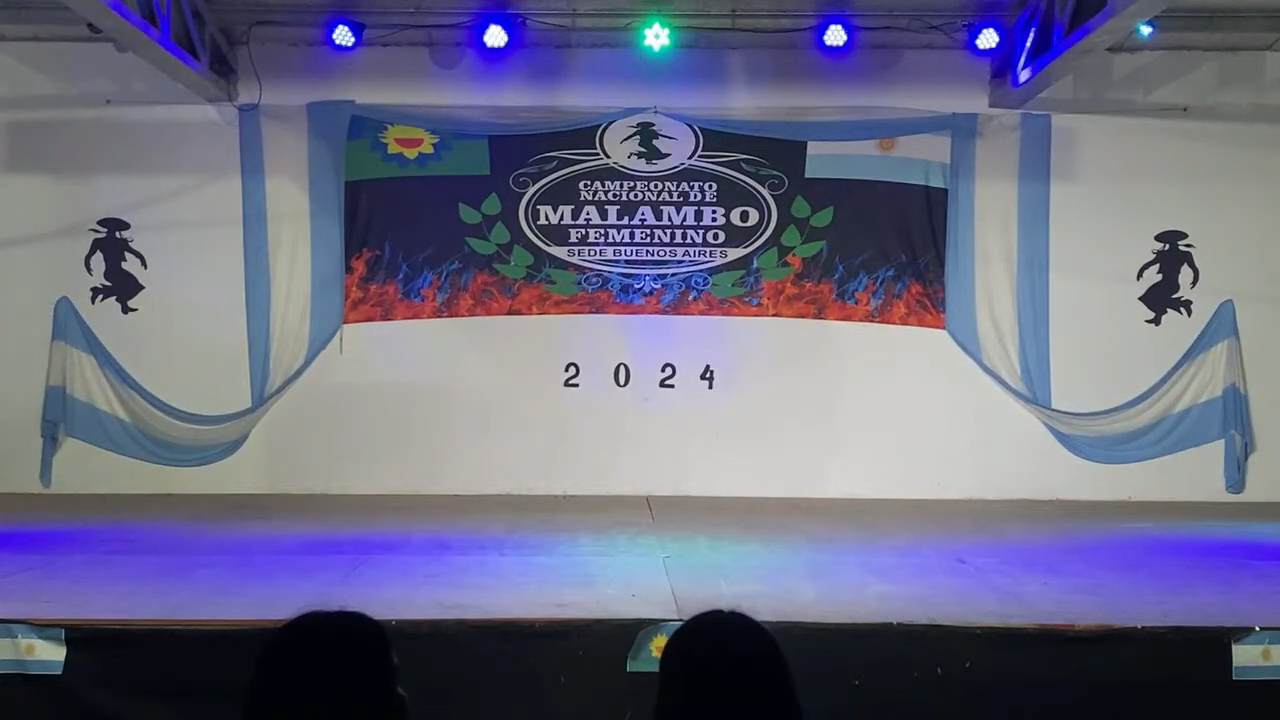 CAMPEONATO
NACIONAL DE
MALAMBO
FEMENINO
SEDE BUENOS AIRES
2024